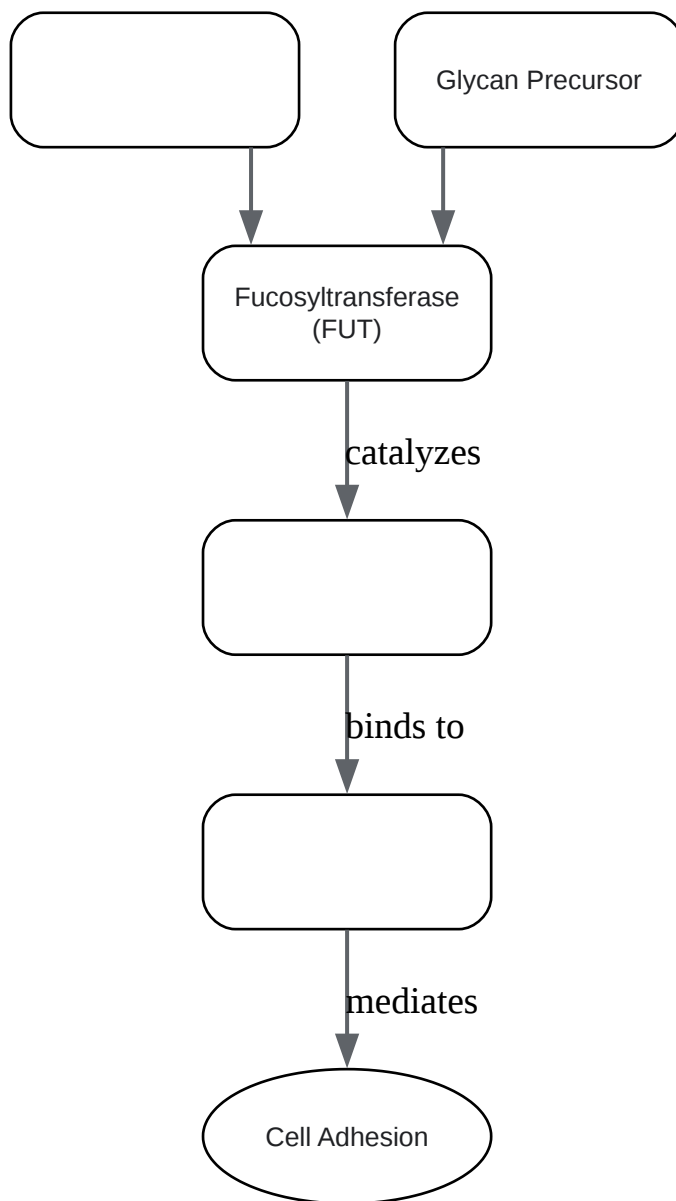 Glycan Precursor
Fucosyltransferase
(FUT)
catalyzes
binds to
mediates
Cell Adhesion